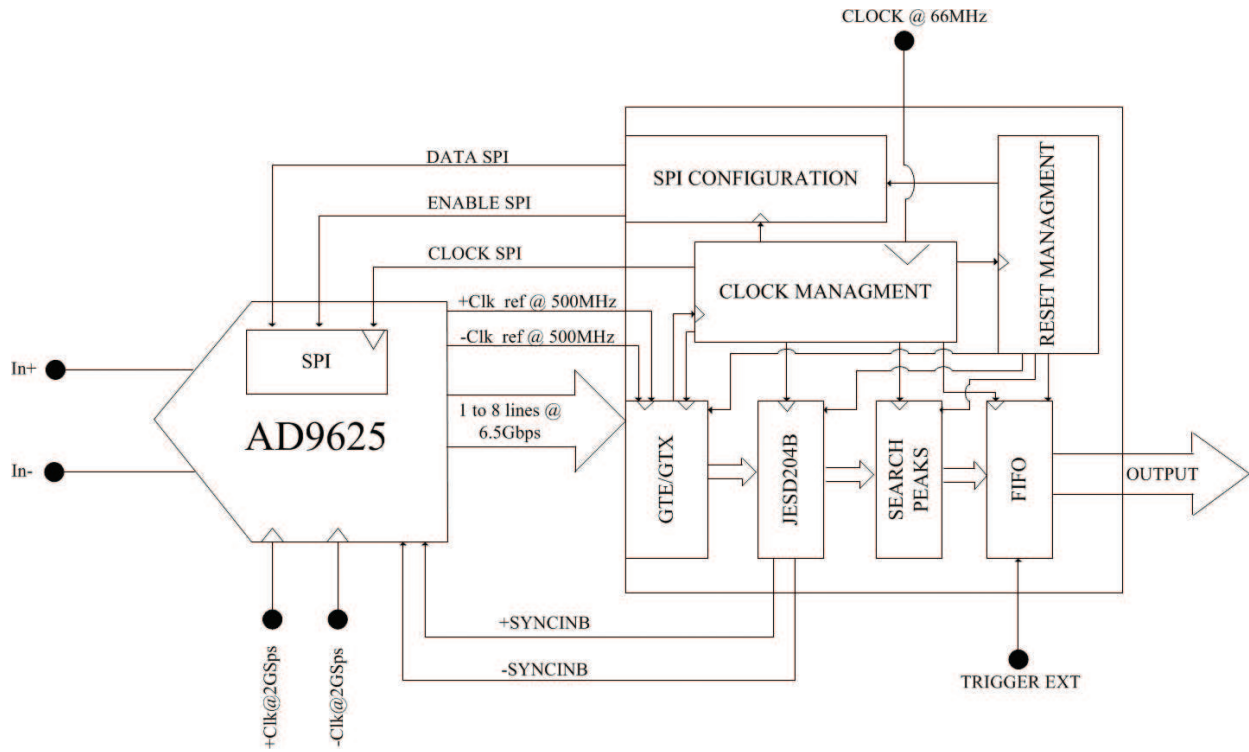 CLOCK @ 66MHz
DATA SPI
SPI CONFIGURATION
RESET MANAGMENT
ENABLE SPI
CLOCK SPI
CLOCK MANAGMENT
+Clk_ref @ 500MHz
-Clk_ref @ 500MHz
SPI
In+
AD9625
1 to 8 lines @
6.5Gbps
In-
GTE/GTX
JESD204B
SEARCH
PEAKS
FIFO
OUTPUT
+SYNCINB
-SYNCINB
+Clk@2GSps
-Clk@2GSps
TRIGGER EXT